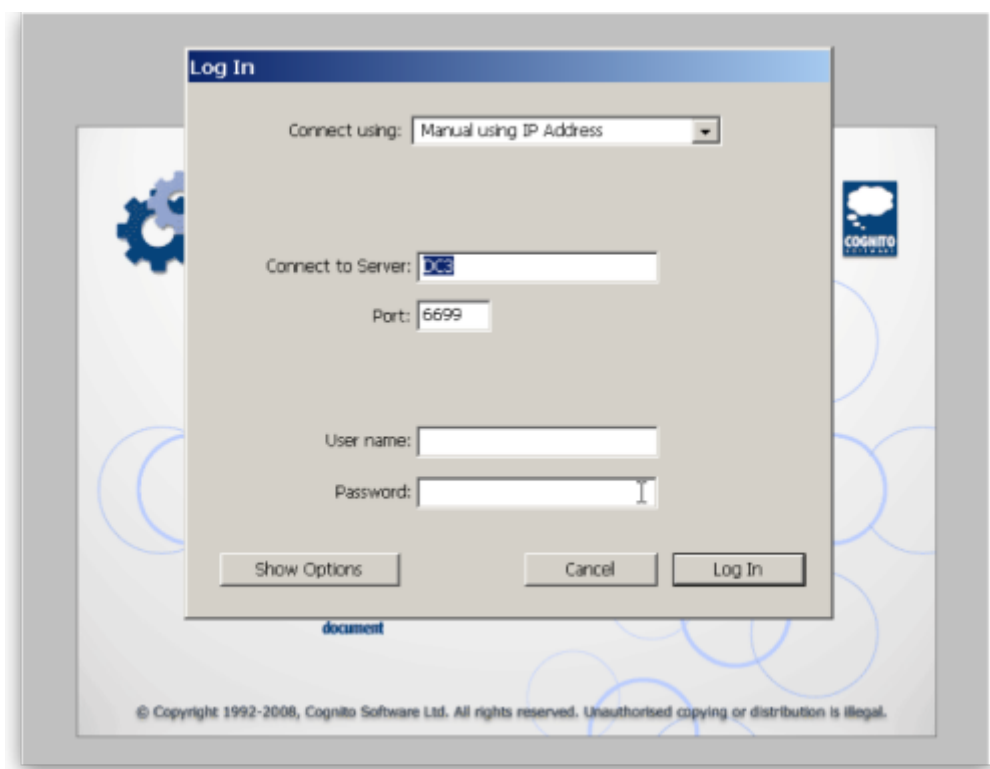 Log In
Connect using: Manual using IP Address
COGNITO
SOFTWARE
Connect to Server: DC3
Port: 6699
User name:
Password:
Show Options Cancel Log In
document
© Copyright 1992-2008, Cognito Software Ltd. All rights reserved. Unauthorised copying or distribution is illegal.